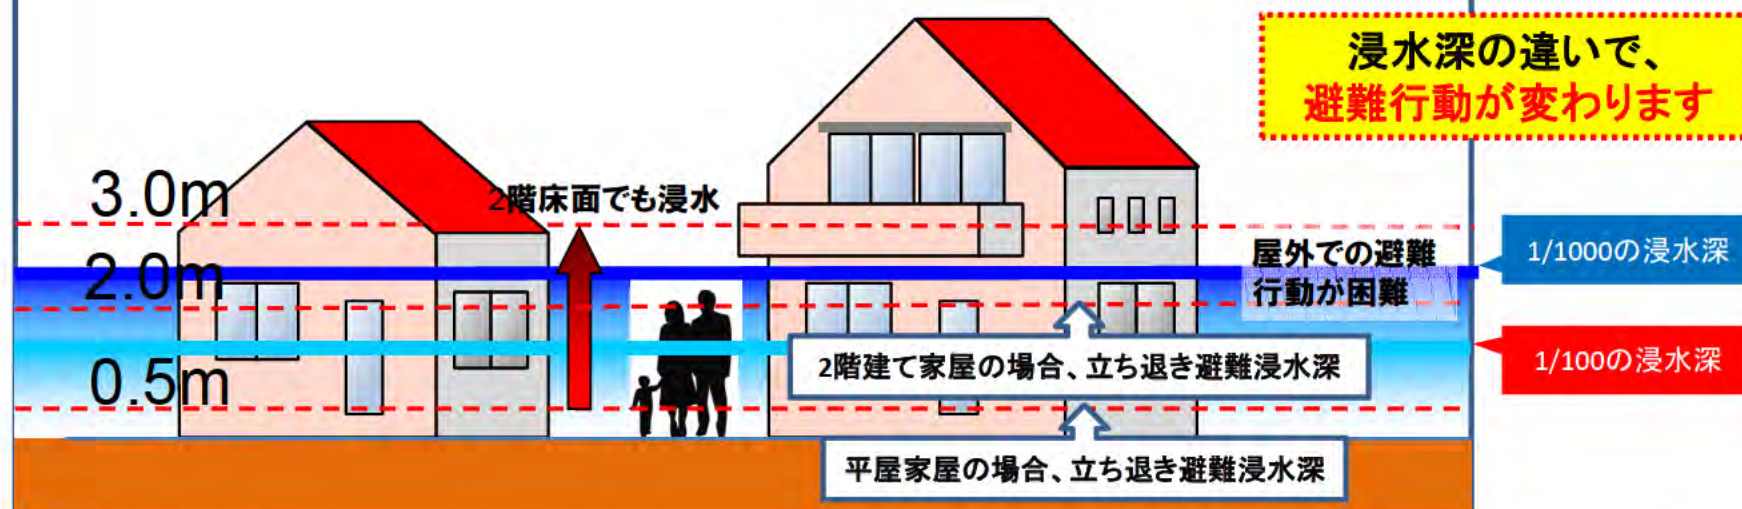 浸水深の違いで、
避難行動が変わります
3.0m
2階床面でも浸水
屋外での避難
行動が困難
1/1000の浸水深
2.0m
1/100の浸水深
2階建て家屋の場合、立ち退き避難浸水深
0.5m
平屋家屋の場合、立ち退き避難浸水深